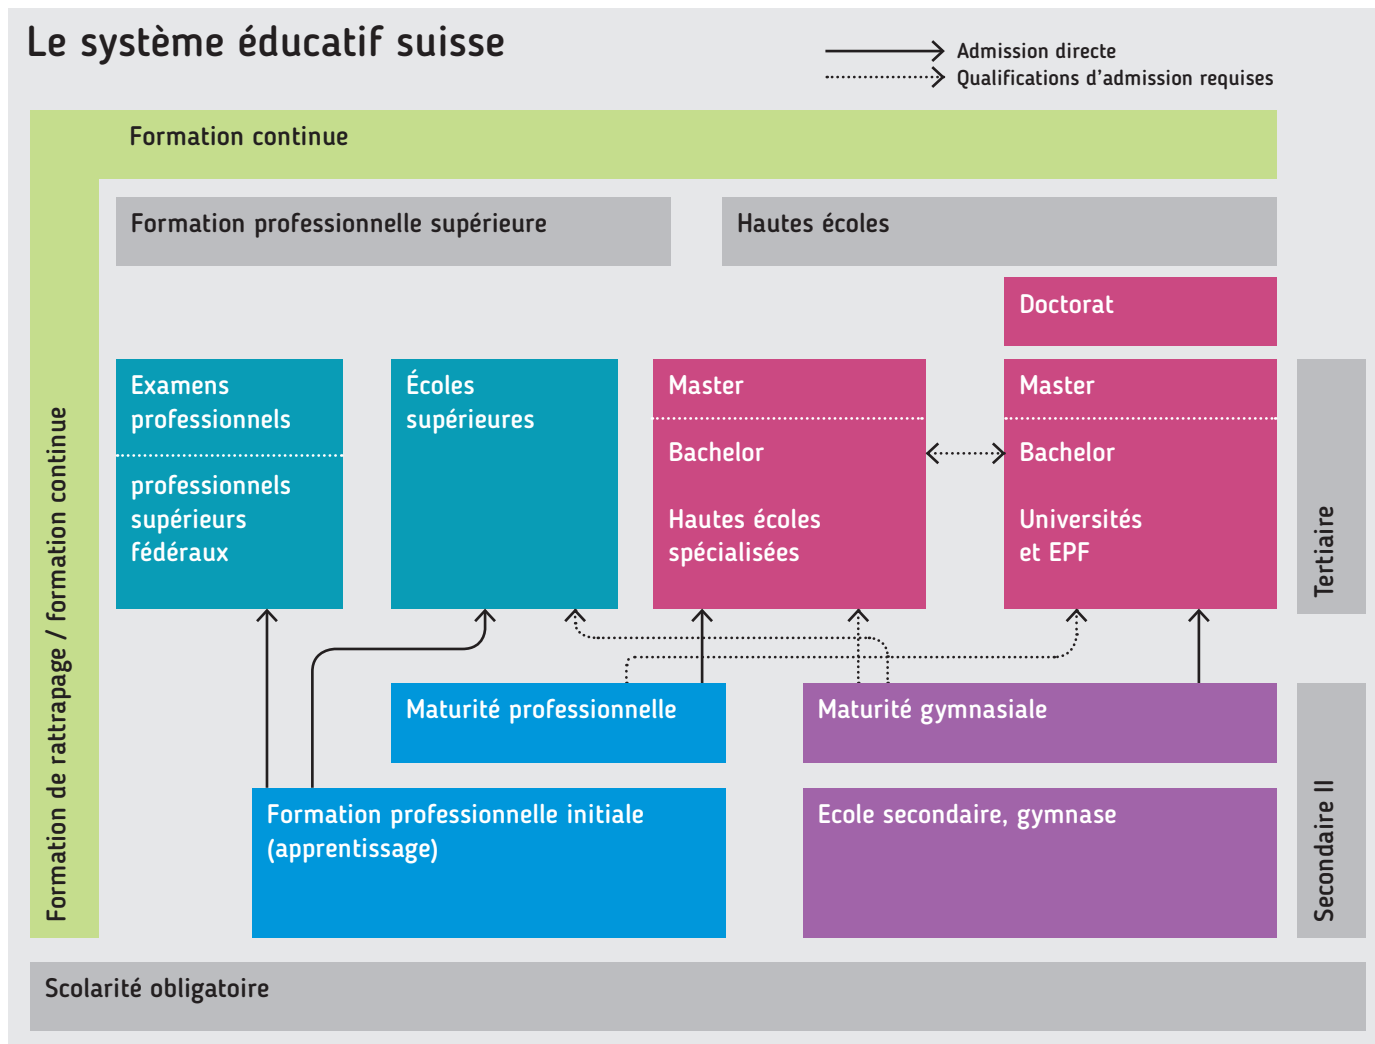 Le système éducatif suisse
Admission directe
Qualifications d’admission requises
Formation continue
Formation de rattrapage / formation continue
Formation professionnelle supérieure
Hautes écoles
Doctorat
Examens
professionnels
professionnels
supérieurs
fédéraux
Écoles
supérieures
Master
Bachelor
Hautes écoles
spécialisées
Master
Bachelor
Universités
et EPF
Tertiaire
Maturité professionnelle
Maturité gymnasiale
Formation professionnelle initiale
(apprentissage)
Ecole secondaire, gymnase
Secondaire II
Scolarité obligatoire